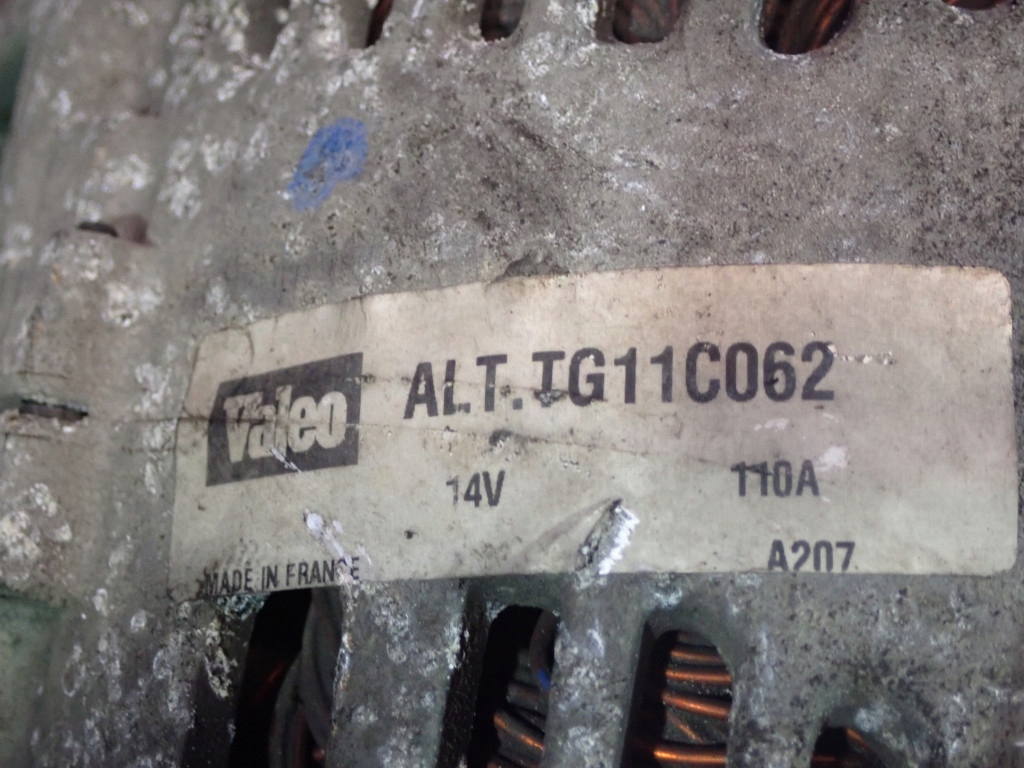 Valeo ALT.TG11C062
14V 110A
A207
MADE IN FRANCE